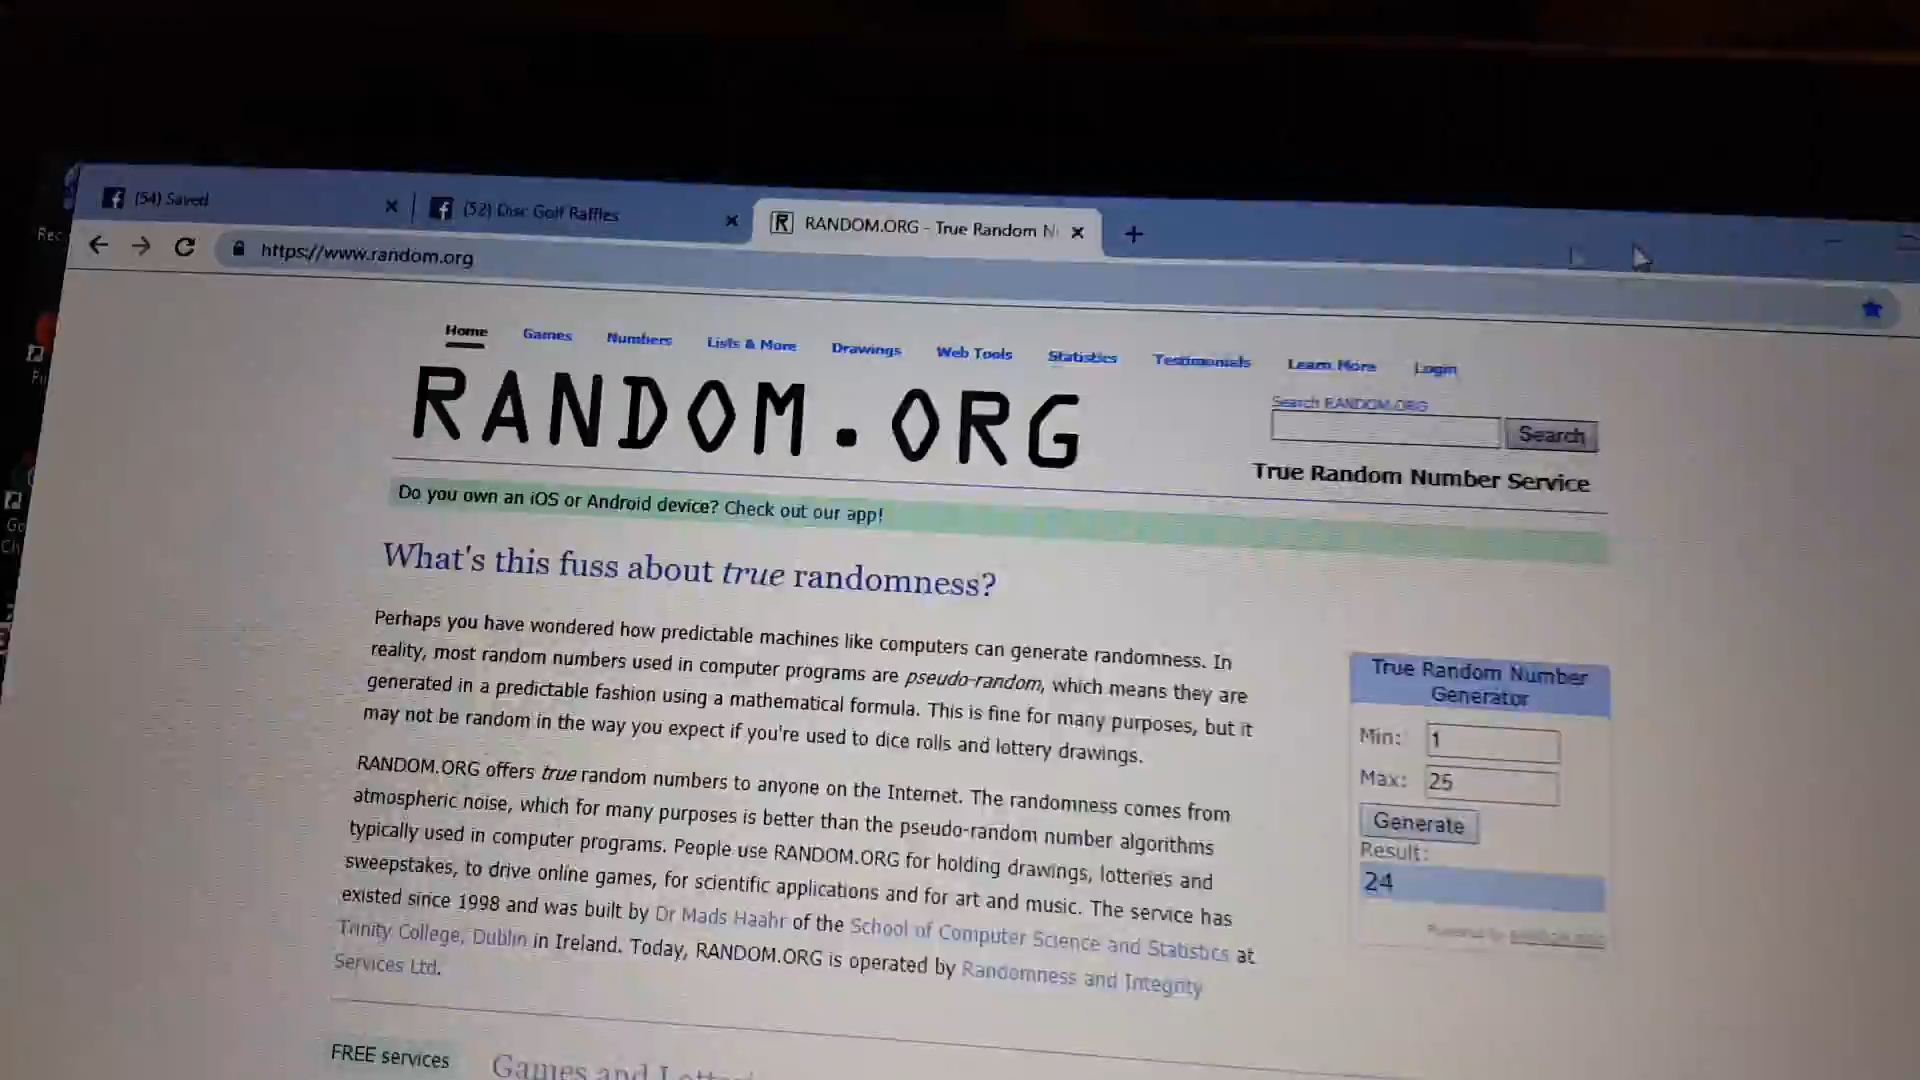 (54) Saved
(52) Disc Golf Raffles
RANDOM.ORG - True Random N
https://www.random.org
Home Games Numbers Lists & More Drawings Web Tools Statistics Testimonials Learn More Login
RANDOM.ORG
Search RANDOM.ORG
Search
True Random Number Service
Do you own an iOS or Android device? Check out our app!
What's this fuss about true randomness?
Perhaps you have wondered how predictable machines like computers can generate randomness. In
reality, most random numbers used in computer programs are pseudo-random, which means they are
generated in a predictable fashion using a mathematical formula. This is fine for many purposes, but it
may not be random in the way you expect if you're used to dice rolls and lottery drawings.
RANDOM.ORG offers true random numbers to anyone on the Internet. The randomness comes from
atmospheric noise, which for many purposes is better than the pseudo-random number algorithms
typically used in computer programs. People use RANDOM.ORG for holding drawings, lotteries and
sweepstakes, to drive online games, for scientific applications and for art and music. The service has
existed since 1998 and was built by Dr Mads Haahr of the School of Computer Science and Statistics at
Trinity College, Dublin in Ireland. Today, RANDOM.ORG is operated by Randomness and Integrity
Services Ltd.
True Random Number
Generator
Min: 1
Max: 25
Generate
Result:
24
Powered by RANDOM.ORG
FREE services
Games and
Rec
Go